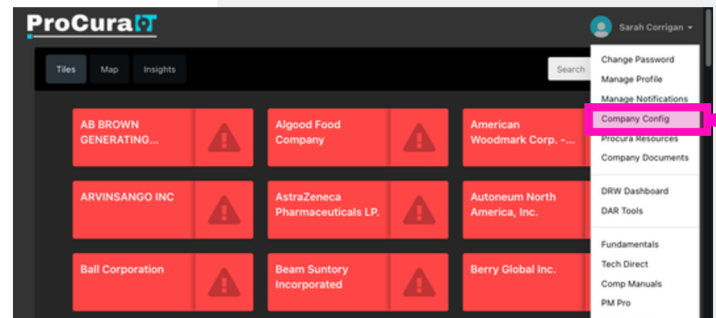 ProCuraIT
Sarah Corrigan
Tiles Map Insights
Search
Change Password
Manage Profile
Manage Notifications
Company Config
Procura Resources
Company Documents
DRW Dashboard
DAR Tools
Fundamentals
Tech Direct
Comp Manuals
PM Pro
AB BROWN
GENERATING...
Algood Food
Company
American
Woodmark Corp. -...
ARVINSANGO INC
AstraZeneca
Pharmaceuticals LP.
Autoneum North
America, Inc.
Ball Corporation
Beam Suntory
Incorporated
Berry Global Inc.